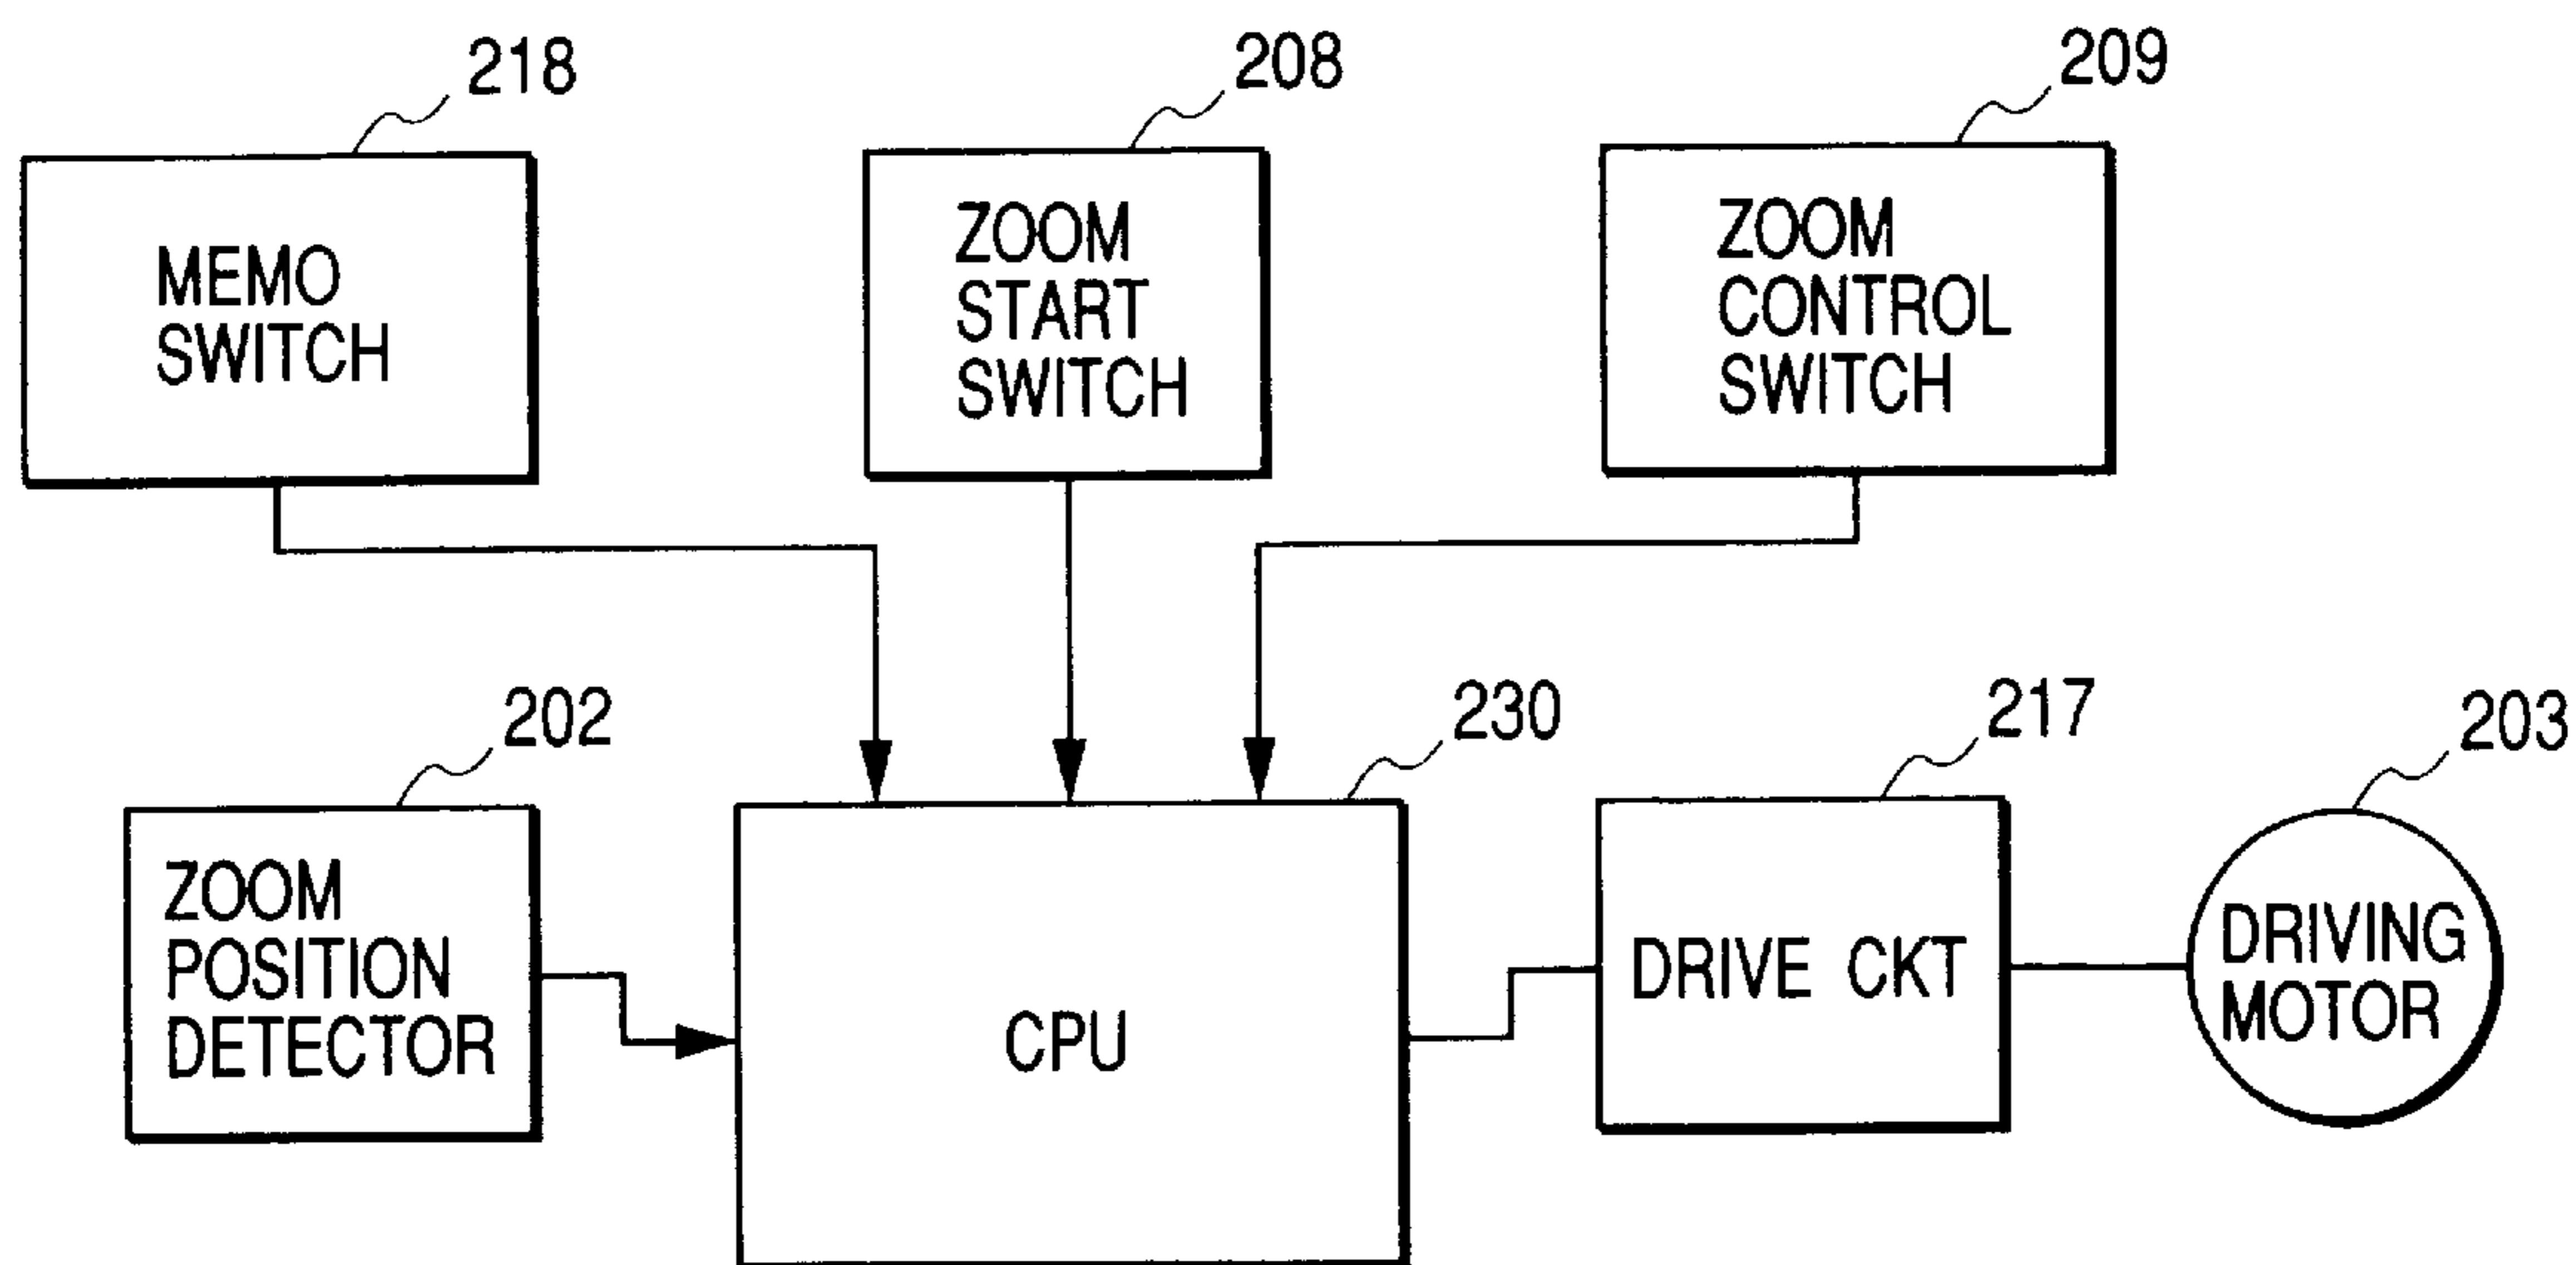 218
208
209
MEMO
SWITCH
ZOOM
START
SWITCH
ZOOM
CONTROL
SWITCH
202
230
217
203
ZOOM
POSITION
DETECTOR
CPU
DRIVE CKT
DRIVING
MOTOR